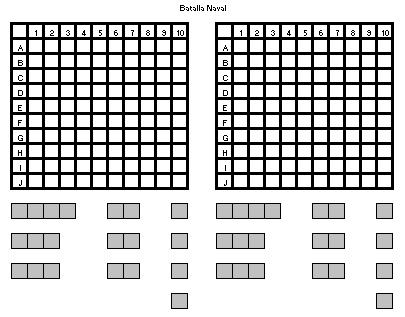 Batalla Naval
1 2 3 4 5 6 7 8 9 10 1 2 3 4 5 6 7 8 9 10
A A
B B
C C
D D
E E
F F
G G
H H
I I
J J